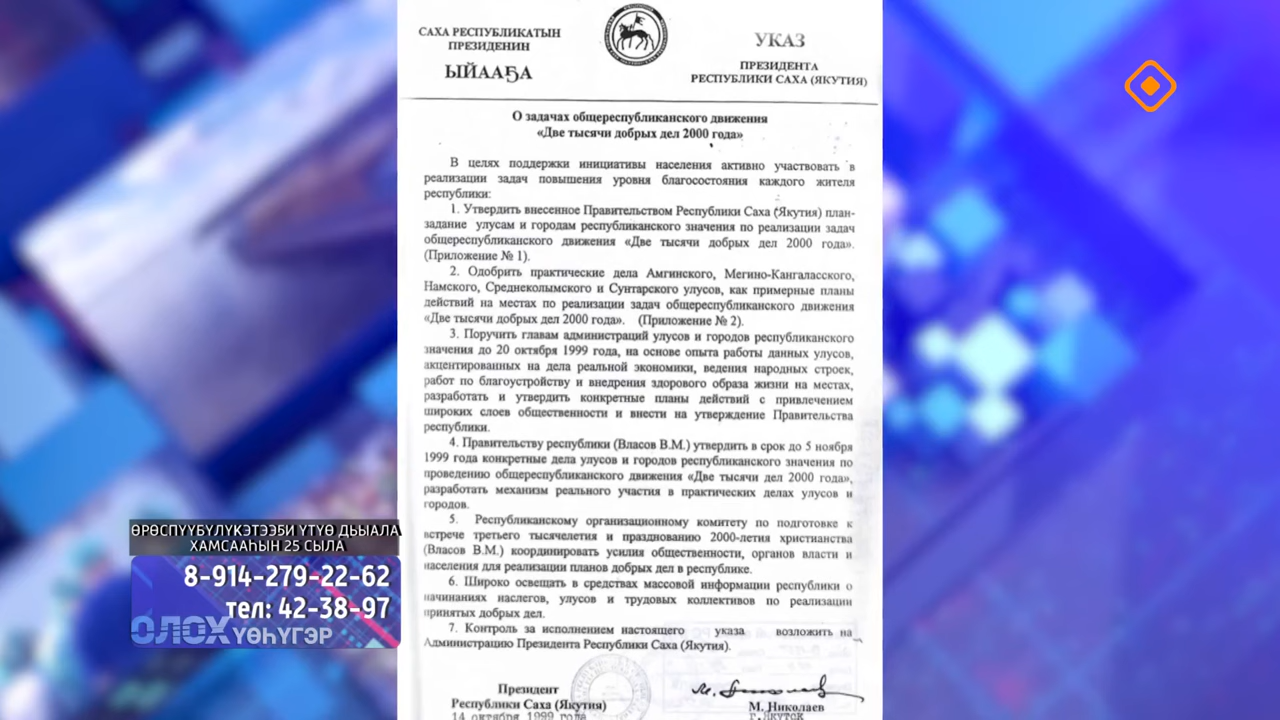 САХА РЕСПУБЛИКАТЫН
ПРЕЗИДЕНИН
ЫЙААҔА
УКАЗ
ПРЕЗИДЕНТА
РЕСПУБЛИКИ САХА (ЯКУТИЯ)
О задачах общереспубликанского движения
«Две тысячи добрых дел 2000 года»
В целях поддержки инициативы населения активно участвовать в
реализации задач повышения уровня благосостояния каждого жителя
республики:
1. Утвердить внесенное Правительством Республики Саха (Якутия) план-
задание улусам и городам республиканского значения по реализации задач
общереспубликанского движения «Две тысячи добрых дел 2000 года».
(Приложение № 1).
2. Одобрить практические дела Амгинского, Мегино-Кангаласского,
Намского, Среднеколымского и Сунтарского улусов, как примерные планы
действий на местах по реализации задач общереспубликанского движения
«Две тысячи добрых дел 2000 года». (Приложение № 2).
3. Поручить главам администраций улусов и городов республиканского
значения до 20 октября 1999 года, на основе опыта работы данных улусов,
акцентированных на дела реальной экономики, ведения народных строек,
работ по благоустройству и внедрения здорового образа жизни на местах,
разработать и утвердить конкретные планы действий с привлечением
широких слоев общественности и внести на утверждение Правительства
республики.
4. Правительству республики (Власов В.М.) утвердить в срок до 5 ноября
1999 года конкретные дела улусов и городов республиканского значения по
проведению общереспубликанского движения «Две тысячи дел 2000 года»,
разработать механизм реального участия в практических делах улусов и
городов.
5. Республиканскому организационному комитету по подготовке к
встрече третьего тысячелетия и празднованию 2000-летия христианства
(Власов В.М.) координировать усилия общественности, органов власти и
населения для реализации планов добрых дел в республике.
6. Широко освещать в средствах массовой информации республики о
начинаниях наслегов, улусов и трудовых коллективов по реализации
принятых добрых дел.
7. Контроль за исполнением настоящего указа возложить на
Администрацию Президента Республики Саха (Якутия).
Президент
Республики Саха (Якутия)
М. Николаев
14 октября 1999 года
г.Якутск
ӨРӨСПҮҮБҮЛҮКЭТЭЭБИ ҮТҮӨ ДЬЫАЛА
ХАМСААҺЫН 25 СЫЛА
8-914-279-22-62
тел: 42-38-97
ОЛОХ ҮӨҺҮГЭР